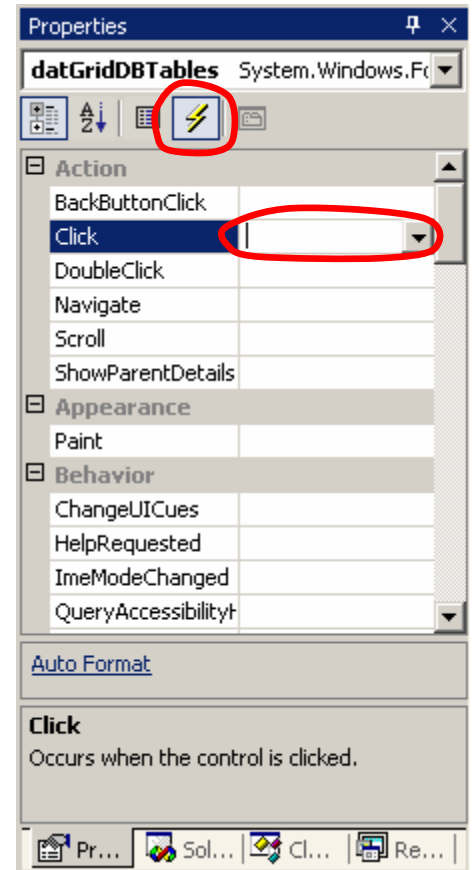 Properties
datGridDBTables System.Windows.Fo
A
Z
Action
BackButtonClick
Click
DoubleClick
Navigate
Scroll
ShowParentDetails
Appearance
Paint
Behavior
ChangeUICues
HelpRequested
ImeModeChanged
QueryAccessibilityH
Auto Format
Click
Occurs when the control is clicked.
Pr... Sol... Cl... Re...